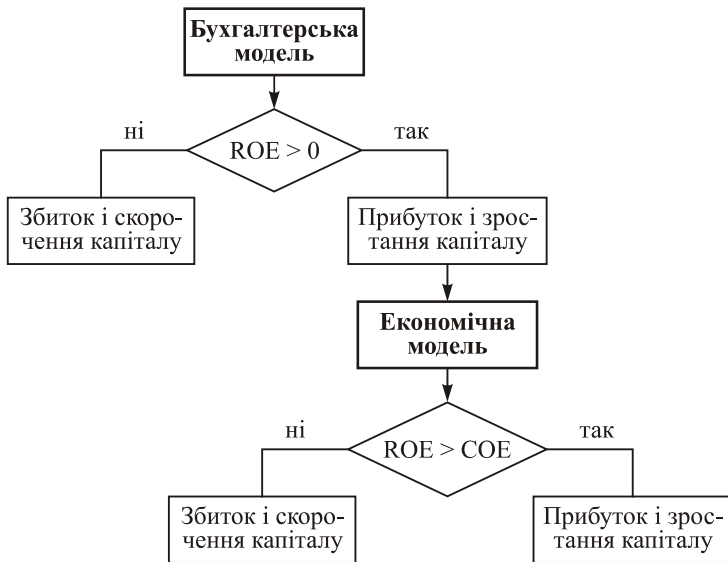 Бухгалтерська
модель
ні
так
ROE > 0
Збиток і скоро-
чення капіталу
Прибуток і зрос-
тання капіталу
Економічна
модель
ні
так
ROE > COE
Збиток і скоро-
чення капіталу
Прибуток і зрос-
тання капіталу